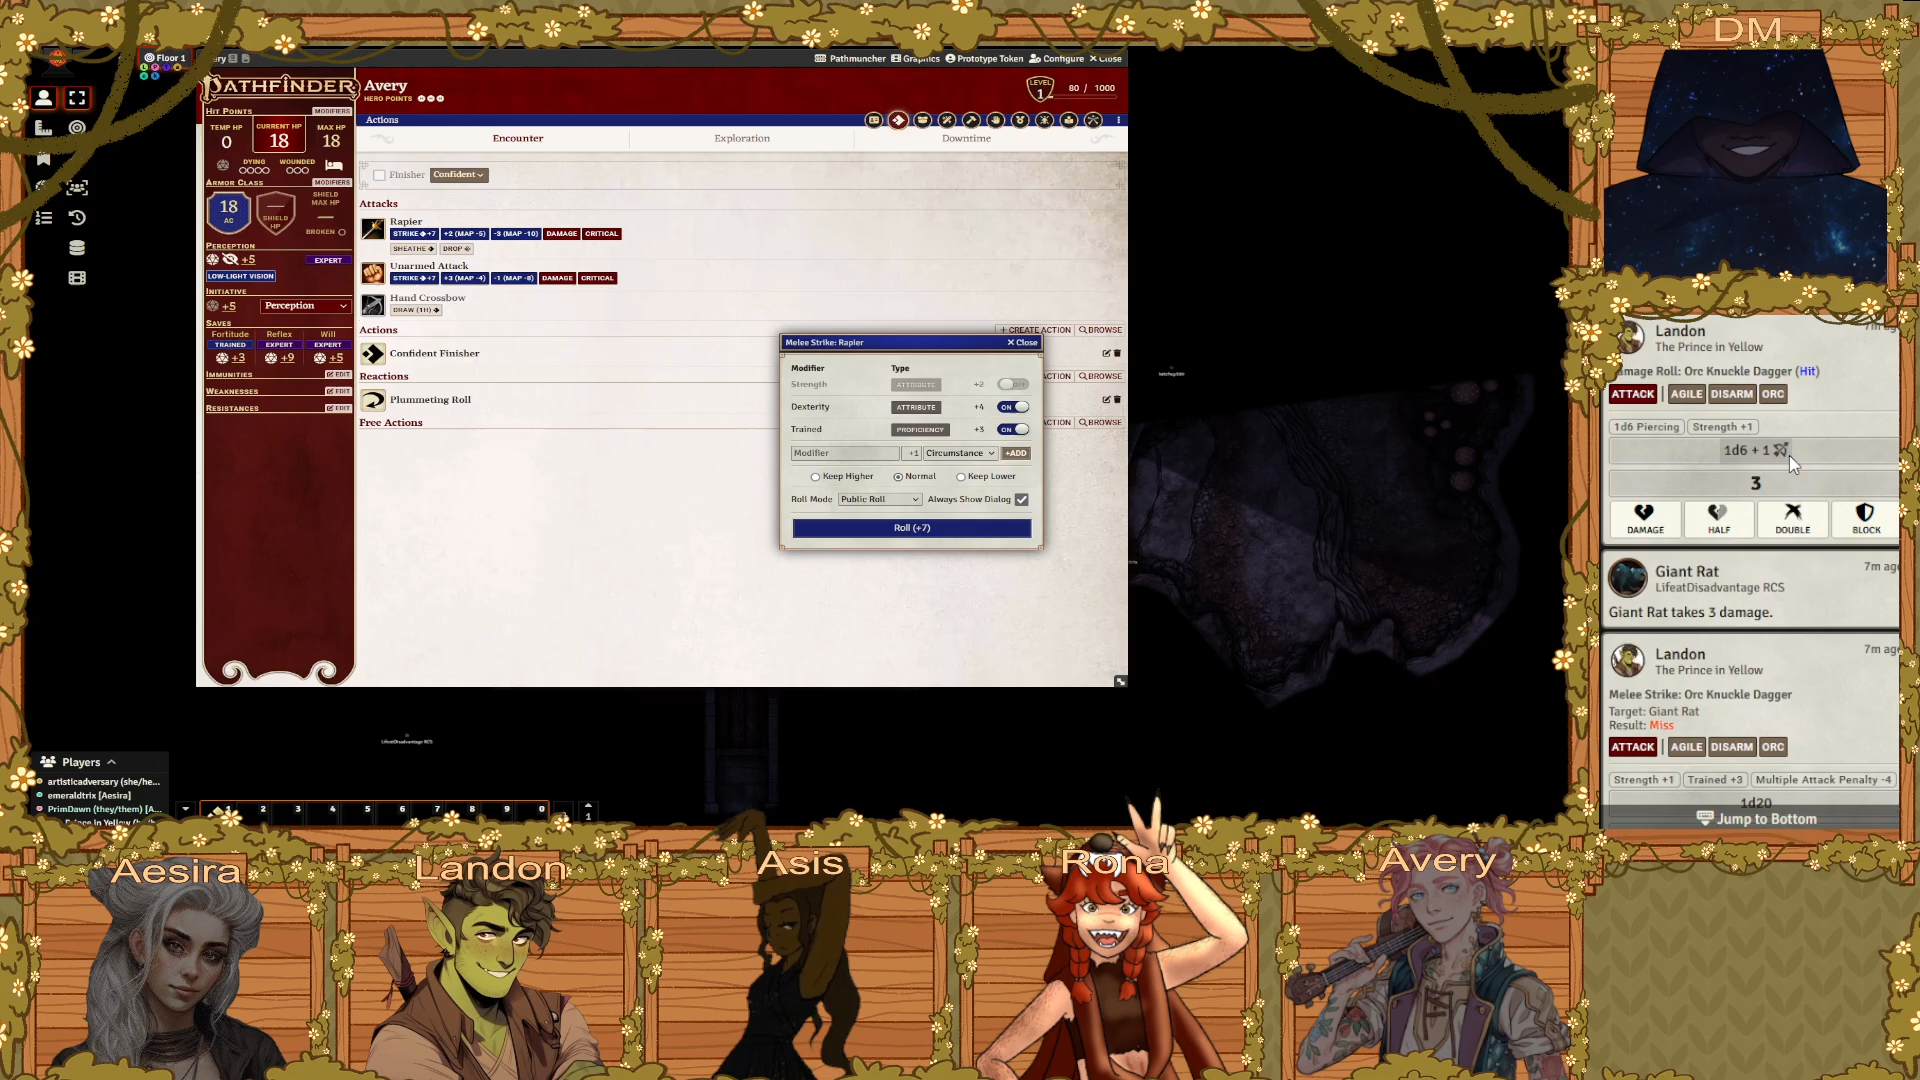 DM
Floor 1
Pathmuncher Graphics Prototype Token Configure Close
PATHFINDER
Avery
HERO POINTS
LEVEL
1
80 / 1000
HIT POINTS MODIFIERS
TEMP HP CURRENT HP MAX HP
0 18 18
DYING WOUNDED
ARMOR CLASS MODIFIERS
18
AC
SHIELD
HP
SHIELD
MAX HP
BROKEN
PERCEPTION
+5 EXPERT
LOW-LIGHT VISION
INITIATIVE
+5 Perception
SAVES
Fortitude Reflex Will
TRAINED EXPERT EXPERT
+3 +9 +5
IMMUNITIES EDIT
WEAKNESSES EDIT
RESISTANCES EDIT
Actions
Encounter Exploration Downtime
Finisher Confident
Attacks
Rapier
STRIKE +7 +2 (MAP -5) -3 (MAP -10) DAMAGE CRITICAL
SHEATHE DROP
Unarmed Attack
STRIKE +7 +3 (MAP -4) -1 (MAP -8) DAMAGE CRITICAL
Hand Crossbow
DRAW (1H)
Actions + CREATE ACTION BROWSE
Confident Finisher
Reactions ACTION BROWSE
Plummeting Roll
Free Actions ACTION BROWSE
Melee Strike: Rapier Close
Modifier Type
Strength ATTRIBUTE +2 OFF
Dexterity ATTRIBUTE +4 ON
Trained PROFICIENCY +3 ON
Modifier +1 Circumstance +ADD
Keep Higher Normal Keep Lower
Roll Mode Public Roll Always Show Dialog
Roll (+7)
LifeatDisadvantage RCS
Players
artisticadversary (she/he...
emeraldtrix [Aesira]
PrimDawn (they/them) [A...
1 2 3 4 5 6 7 8 9 0
1
Landon 7m ag
The Prince in Yellow
amage Roll: Orc Knuckle Dagger (Hit)
ATTACK AGILE DISARM ORC
1d6 Piercing Strength +1
1d6 + 1
3
DAMAGE HALF DOUBLE BLOCK
Giant Rat 7m ag
LifeatDisadvantage RCS
Giant Rat takes 3 damage.
Landon 7m ag
The Prince in Yellow
Melee Strike: Orc Knuckle Dagger
Target: Giant Rat
Result: Miss
ATTACK AGILE DISARM ORC
Strength +1 Trained +3 Multiple Attack Penalty -4
1d20
Jump to Bottom
Aesira Landon Asis Rona Avery